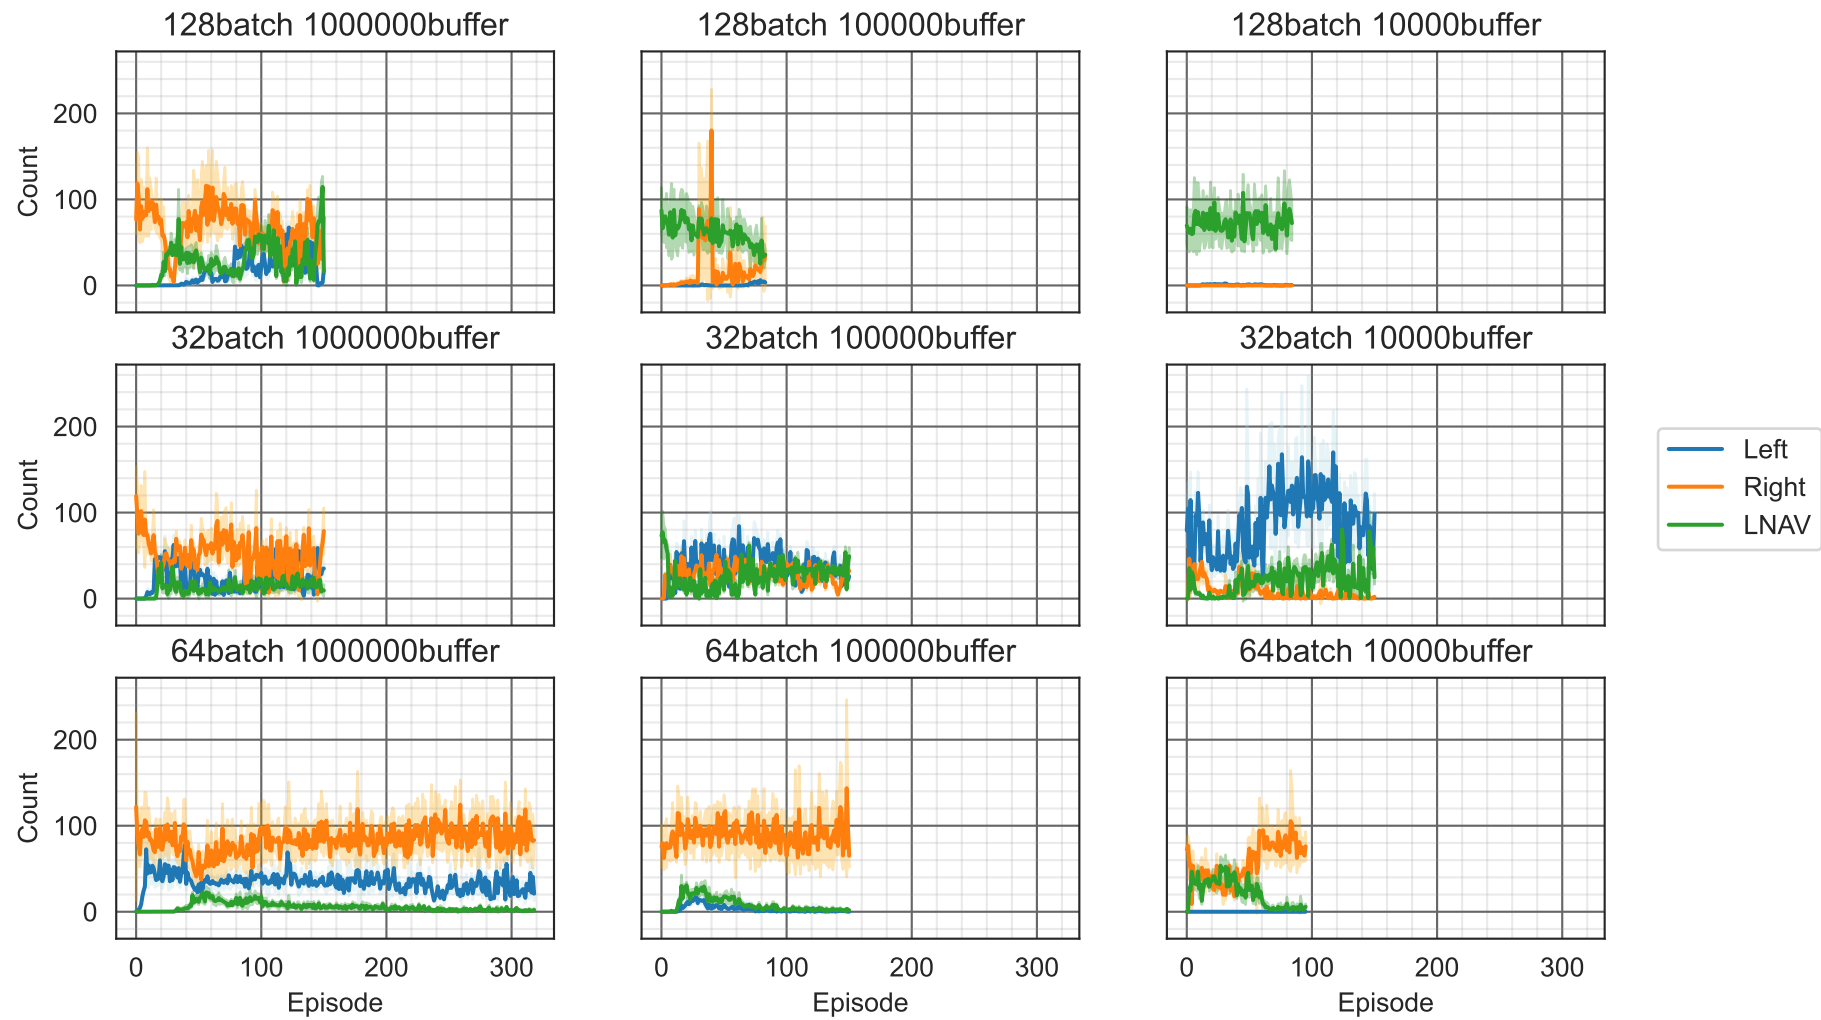 128batch 1000000buffer
128batch 100000buffer
128batch 10000buffer
Count
200
100
0
32batch 1000000buffer
32batch 100000buffer
32batch 10000buffer
Count
200
100
0
Left
Right
LNAV
64batch 1000000buffer
64batch 100000buffer
64batch 10000buffer
Count
200
100
0
0 100 200 300
0 100 200 300
0 100 200 300
Episode
Episode
Episode